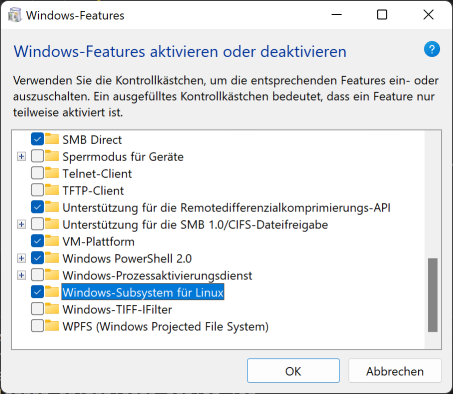 Windows-Features
Windows-Features aktivieren oder deaktivieren
?
Verwenden Sie die Kontrollkästchen, um die entsprechenden Features ein- oder
auszuschalten. Ein ausgefülltes Kontrollkästchen bedeutet, dass ein Feature nur
teilweise aktiviert ist.
SMB Direct
Sperrmodus für Geräte
Telnet-Client
TFTP-Client
Unterstützung für die Remotedifferenzialkomprimierungs-API
Unterstützung für die SMB 1.0/CIFS-Dateifreigabe
VM-Plattform
Windows PowerShell 2.0
Windows-Prozessaktivierungsdienst
Windows-Subsystem für Linux
Windows-TIFF-IFilter
WPFS (Windows Projected File System)
OK
Abbrechen